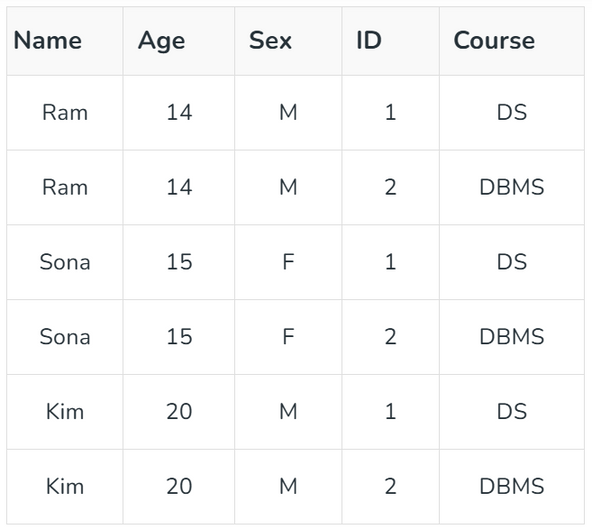 Name Age Sex ID Course
Ram 14 M 1 DS
Ram 14 M 2 DBMS
Sona 15 F 1 DS
Sona 15 F 2 DBMS
Kim 20 M 1 DS
Kim 20 M 2 DBMS